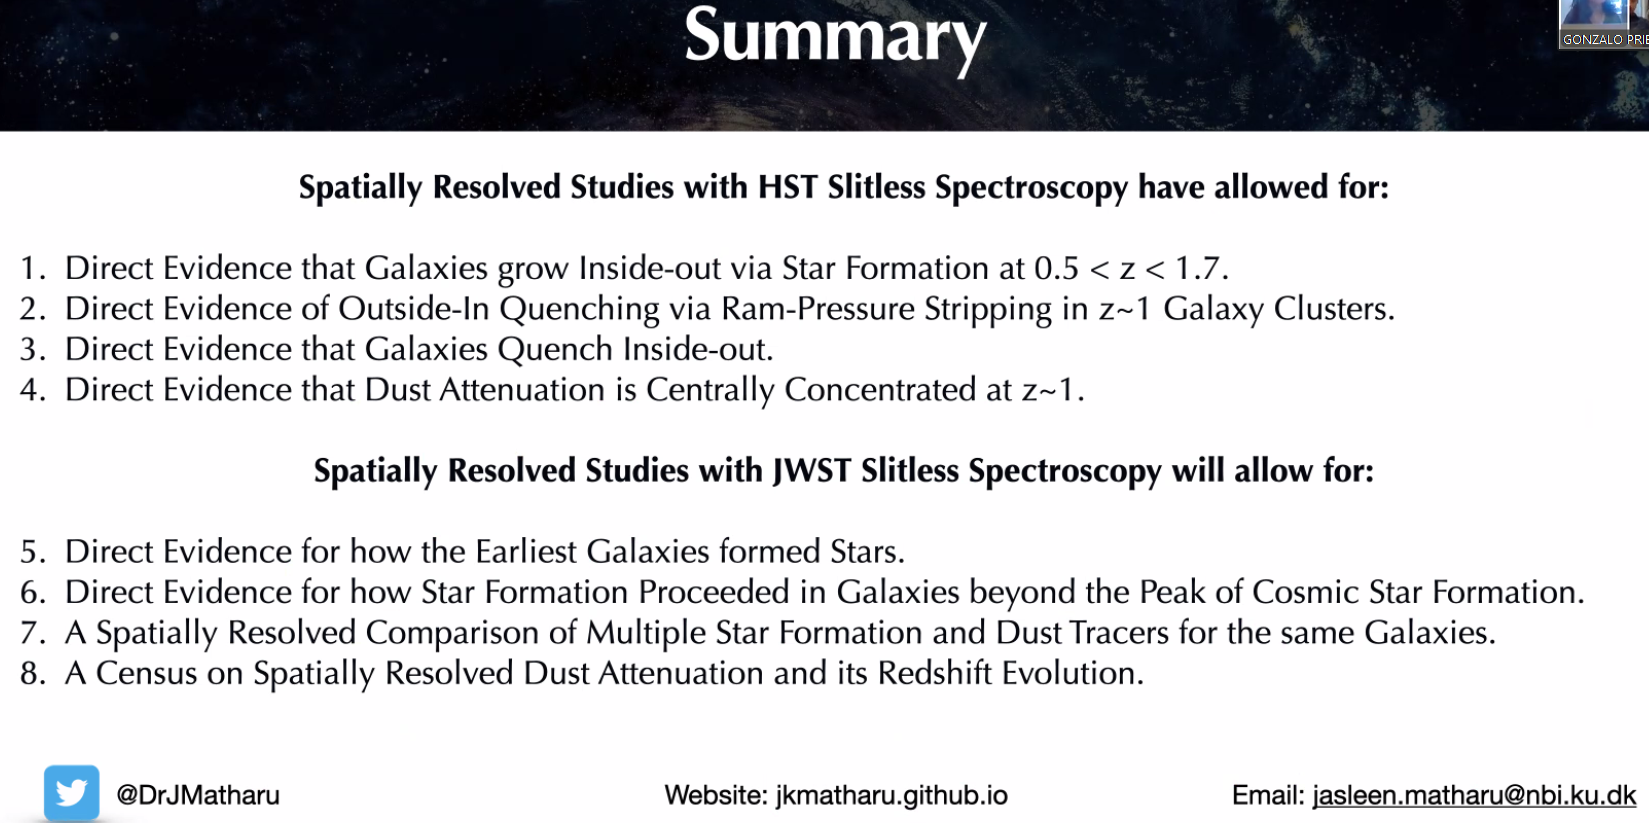 Summary
GONZALO
Spatially Resolved Studies with HST Slitless Spectroscopy have allowed for:
1. Direct Evidence that Galaxies grow Inside-out via Star Formation at 0.5 < z < 1.7.
2. Direct Evidence of Outside-In Quenching via Ram-Pressure Stripping in z~1 Galaxy Clusters.
3. Direct Evidence that Galaxies Quench Inside-out.
4. Direct Evidence that Dust Attenuation is Centrally Concentrated at z~1.
Spatially Resolved Studies with JWST Slitless Spectroscopy will allow for:
5. Direct Evidence for how the Earliest Galaxies formed Stars.
6. Direct Evidence for how Star Formation Proceeded in Galaxies beyond the Peak of Cosmic Star Formation.
7. A Spatially Resolved Comparison of Multiple Star Formation and Dust Tracers for the same Galaxies.
8. A Census on Spatially Resolved Dust Attenuation and its Redshift Evolution.
@DrJMatharu
Website: jkmatharu.github.io
Email: jasleen.matharu@nbi.ku.dk